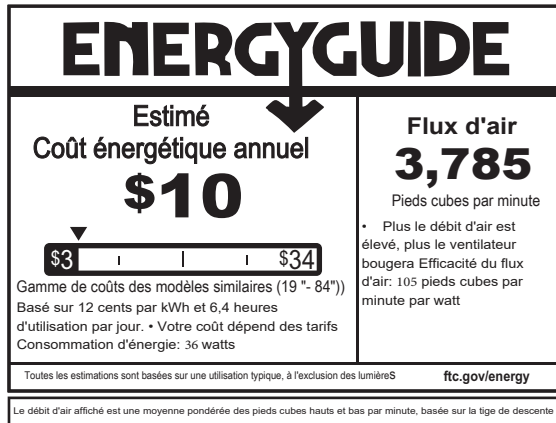 ENERGYGUIDE
Estimé
Coût énergétique annuel
$10
$3 $34
Gamme de coûts des modèles similaires (19 "- 84"))
Basé sur 12 cents par kWh et 6,4 heures
d'utilisation par jour. • Votre coût dépend des tarifs
Consommation d'énergie: 36 watts
Flux d'air
3,785
Pieds cubes par minute
• Plus le débit d'air est
élevé, plus le ventilateur
bougera Efficacité du flux
d'air: 105 pieds cubes par
minute par watt
Toutes les estimations sont basées sur une utilisation typique, à l'exclusion des lumièreS
ftc.gov/energy
Le débit d'air affiché est une moyenne pondérée des pieds cubes hauts et bas par minute, basée sur la tige de descente